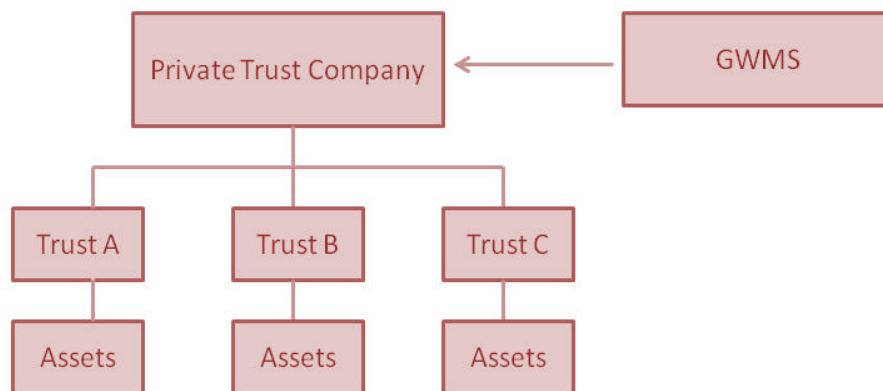 Private Trust Company
GWMS
Trust A
Trust B
Trust C
Assets
Assets
Assets